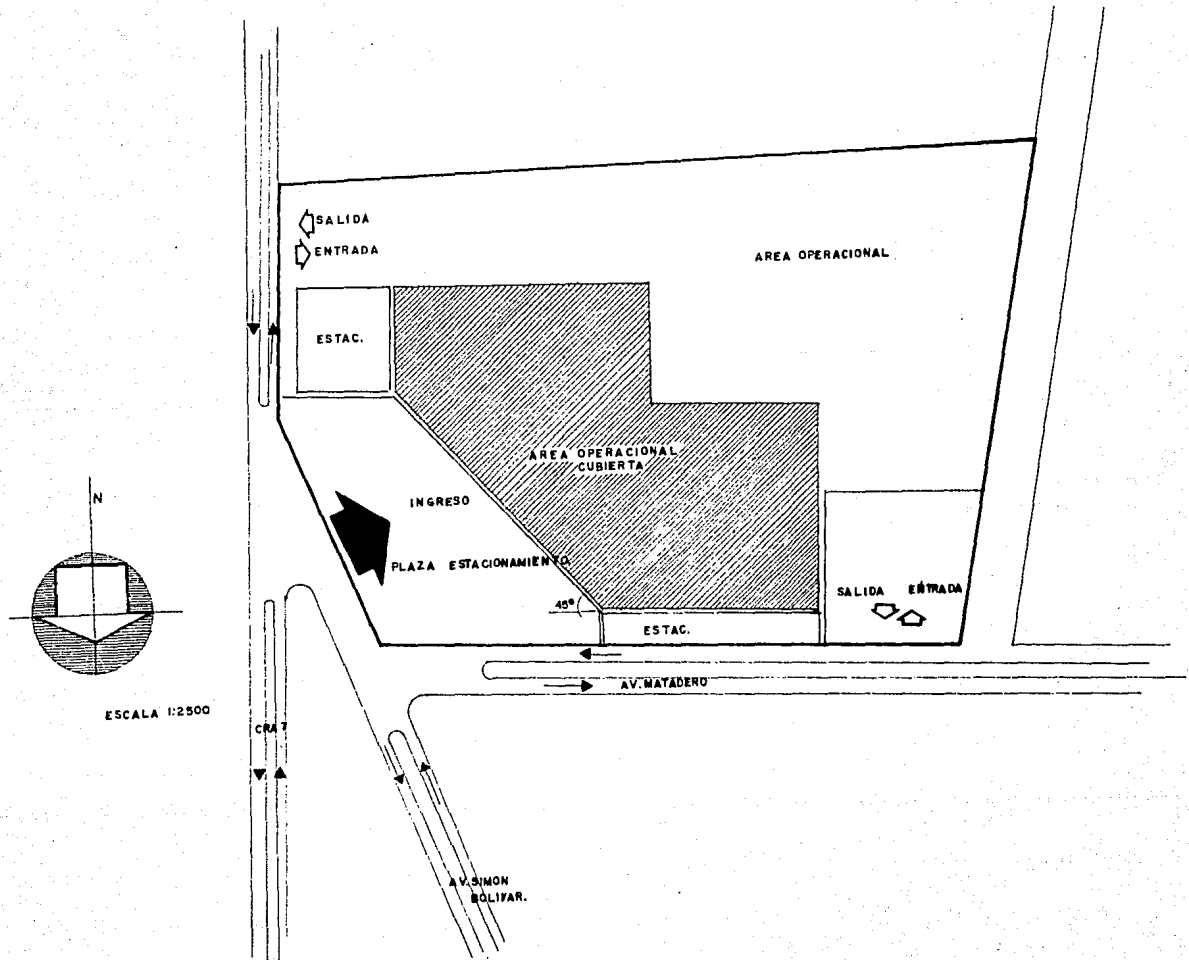 SALIDA
ENTRADA
AREA OPERACIONAL
ESTAC.
AREA OPERACIONAL
CUBIERTA
INGRESO
N
PLAZA ESTACIONAMIENTO.
SALIDA ENTRADA
45°
ESTAC.
AV. MATADERO
ESCALA 1:2500
CRA 7
AV. SIMON
BOLIVAR.